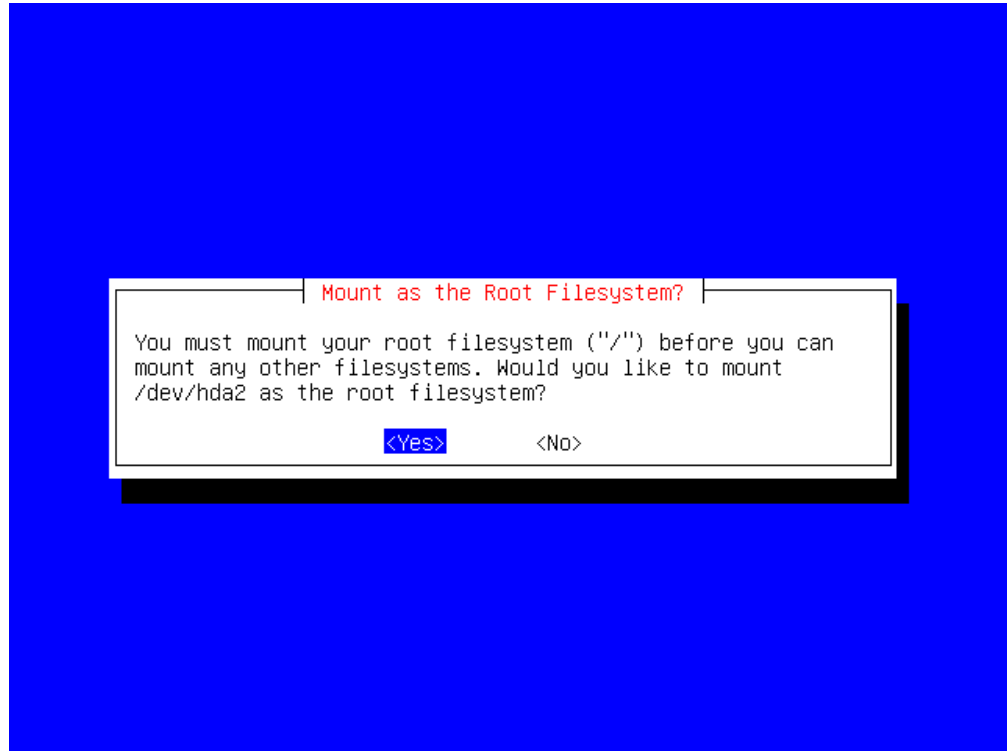 Mount as the Root Filesystem?
You must mount your root filesystem ("/") before you can
mount any other filesystems. Would you like to mount
/dev/hda2 as the root filesystem?
<Yes> <No>